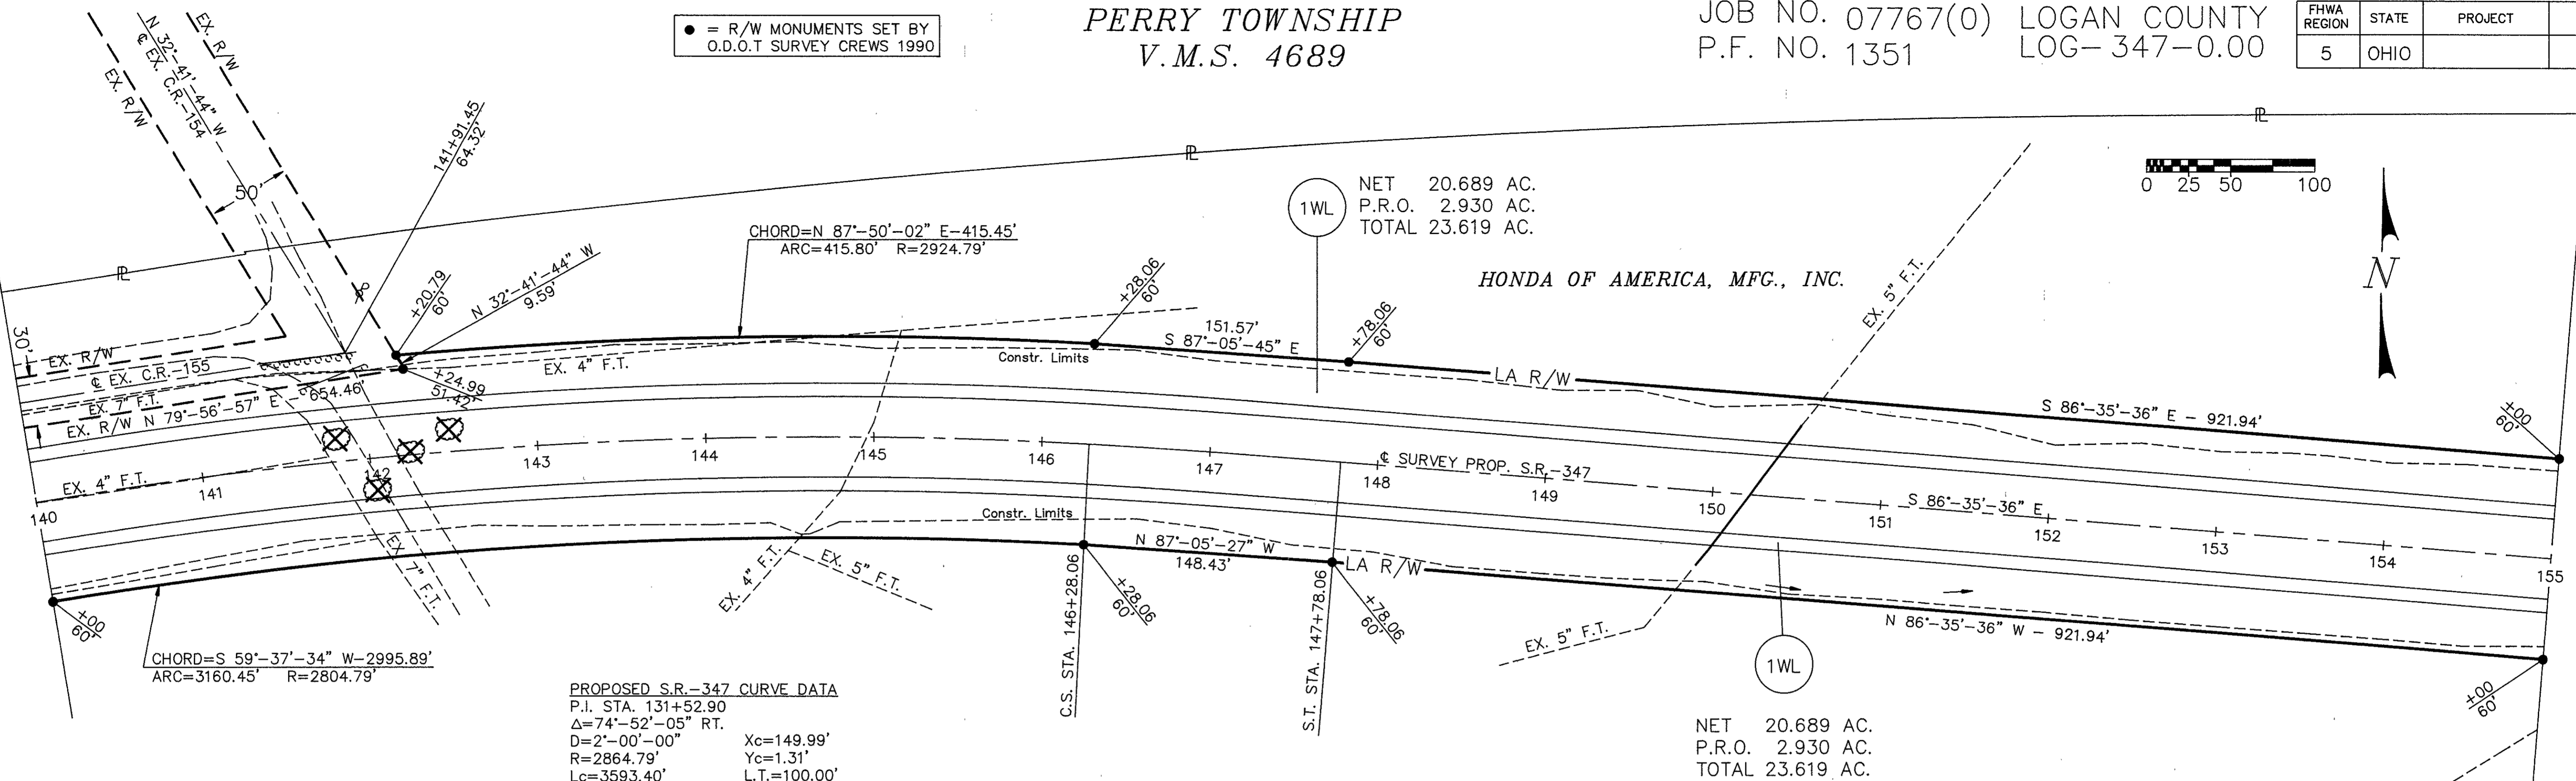 ● = R/W MONUMENTS SET BY
O.D.O.T SURVEY CREWS 1990
PERRY TOWNSHIP
V.M.S. 4689
JOB NO. 07767(0) LOGAN COUNTY
P.F. NO. 1351 LOG-347-0.00
FHWA REGION STATE PROJECT
5 OHIO
EX. R/W
N 32°-41'-44" W
℄ EX. C.R.-154
EX. R/W
50'
141+91.45
64.32'
℄
℄
℄
0 25 50 100
N
NET 20.689 AC.
1WL P.R.O. 2.930 AC.
TOTAL 23.619 AC.
CHORD=N 87°-50'-02" E-415.45'
ARC=415.80' R=2924.79'
HONDA OF AMERICA, MFG., INC.
EX. 5" F.T.
+20.79
60'
N 32°-41'-44" W
9.59'
+28.06
60'
151.57'
S 87°-05'-45" E
+78.06
60'
LA R/W
S 86°-35'-36" E - 921.94'
+00
60'
30'
EX. R/W
℄ EX. C.R.-155
EX. 7" F.T.
EX. R/W N 79°-56'-57" E - 654.46'
+24.99
51.42'
EX. 4" F.T.
Constr. Limits
EX. 4" F.T.
140
141
142
143
144
145
146
147
148
149
150
151
152
153
154
155
℄ SURVEY PROP. S.R.-347
S 86°-35'-36" E
Constr. Limits
EX. 7" F.T.
EX. 4" F.T.
EX. 5" F.T.
N 87°-05'-27" W
148.43'
C.S. STA. 146+28.06
+28.06
60'
S.T. STA. 147+78.06
+78.06
60'
LA R/W
EX. 5" F.T.
N 86°-35'-36" W - 921.94'
+00
60'
+00
60'
CHORD=S 59°-37'-34" W-2995.89'
ARC=3160.45' R=2804.79'
1WL
NET 20.689 AC.
P.R.O. 2.930 AC.
TOTAL 23.619 AC.
PROPOSED S.R.-347 CURVE DATA
P.I. STA. 131+52.90
Δ=74°-52'-05" RT.
D=2°-00'-00" Xc=149.99'
R=2864.79' Yc=1.31'
Lc=3593.40' L.T.=100.00'